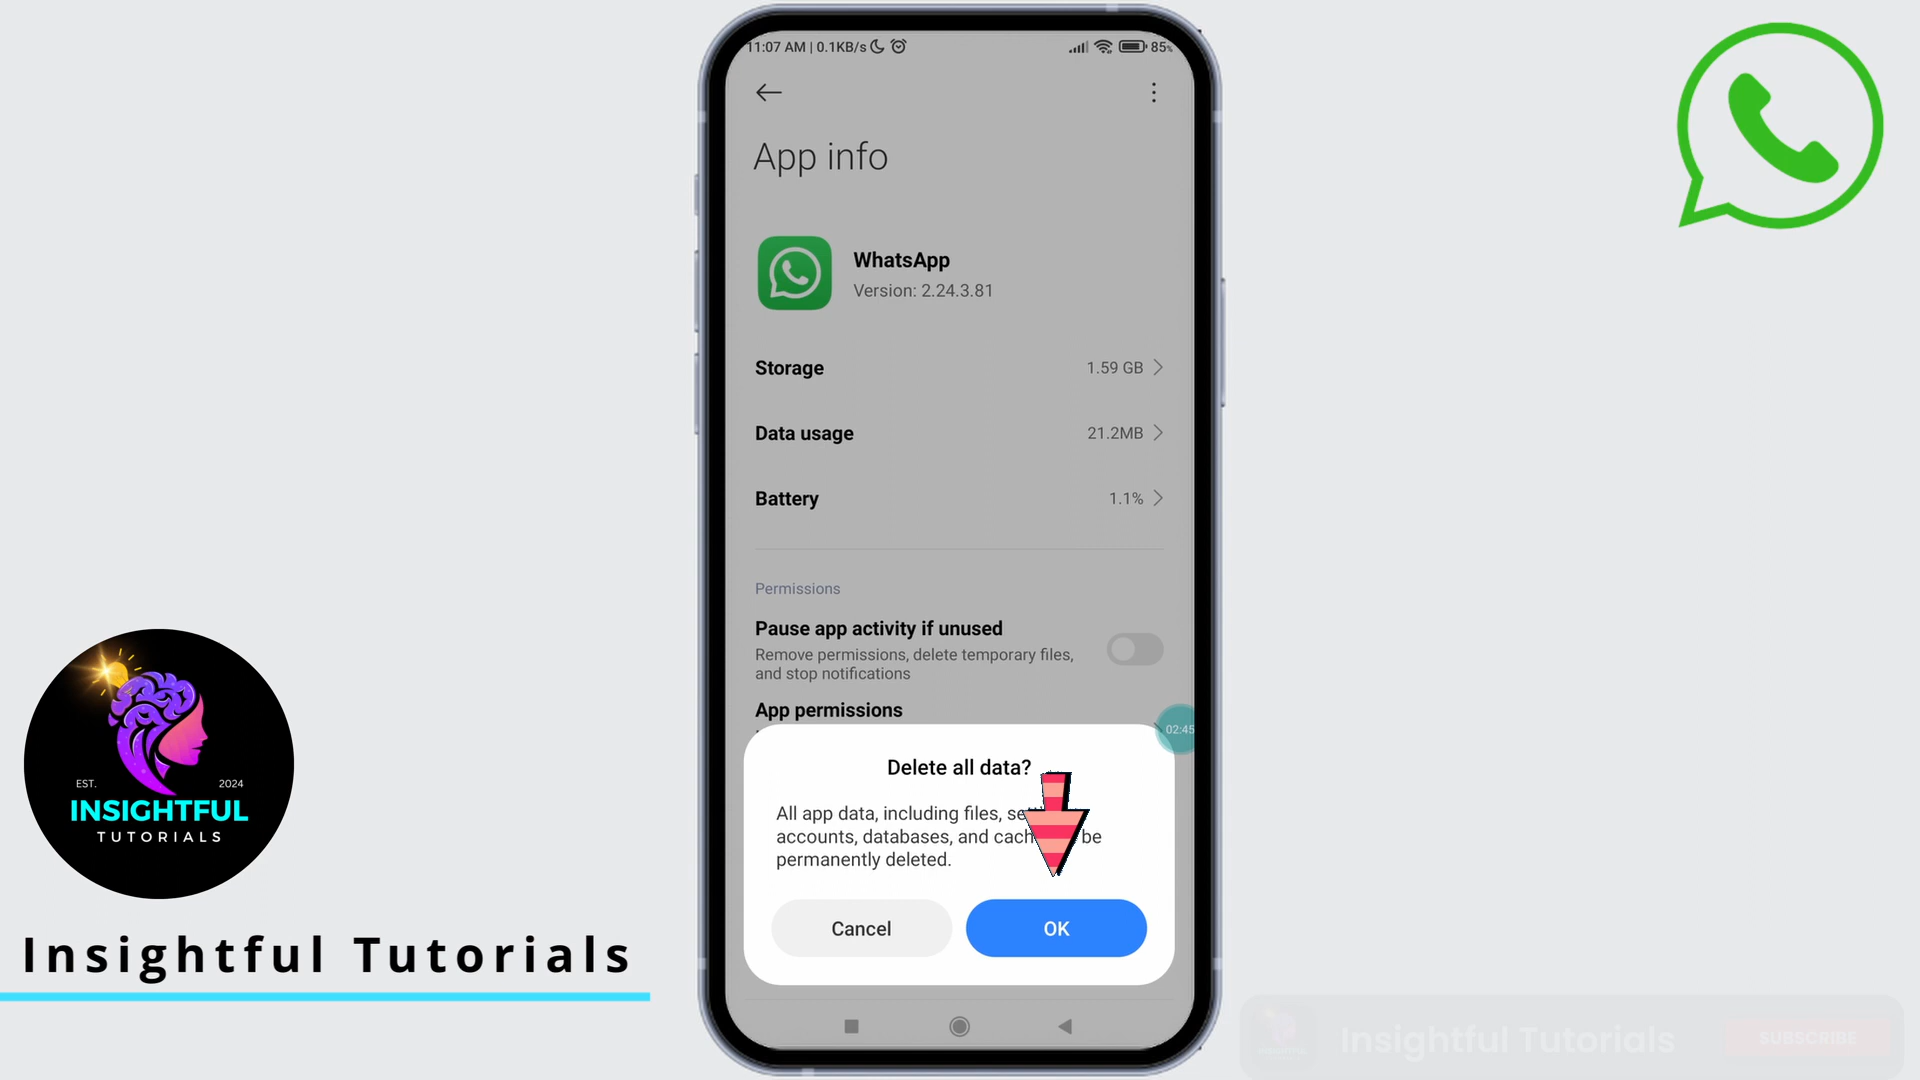 11:07 AM | 0.1KB/s
85%
App info
WhatsApp
Version: 2.24.3.81
Storage
1.59 GB
Data usage
21.2MB
Battery
1.1%
Permissions
Pause app activity if unused
Remove permissions, delete temporary files,
and stop notifications
App permissions
02:45
Delete all data?
All app data, including files,
accounts, databases, and be
permanently deleted.
Cancel
OK
EST. 2024
INSIGHTFUL
TUTORIALS
Insightful Tutorials
Insightful Tutorials
SUBSCRIBE